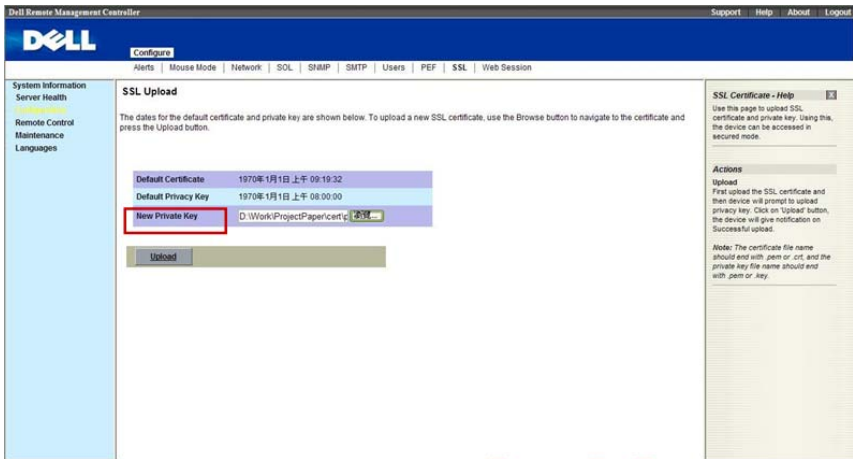 Dell Remote Management Controller
Support | Help | About | Logout
DELL
Configure
Alerts | Mouse Mode | Network | SOL | SNMP | SMTP | Users | PEF | SSL | Web Session
System Information
Server Health
Configuration
Remote Control
Maintenance
Languages
SSL Upload
The dates for the default certificate and private key are shown below. To upload a new SSL certificate, use the Browse button to navigate to the certificate and
press the Upload button.
Default Certificate 1970年1月1日 上午 09:19:32
Default Privacy Key 1970年1月1日 上午 08:00:00
New Private Key D:\Work\ProjectPaper\cert\p 瀏覽...
Upload
SSL Certificate - Help X
Use this page to upload SSL
certificate and private key. Using this,
the device can be accessed in
secured mode.
Actions
Upload
First upload the SSL certificate and
then device will prompt to upload
privacy key. Click on 'Upload' button,
the device will give notification on
Successful upload.
Note: The certificate file name
should end with .pem or .crt, and the
private key file name should end
with .pem or .key.